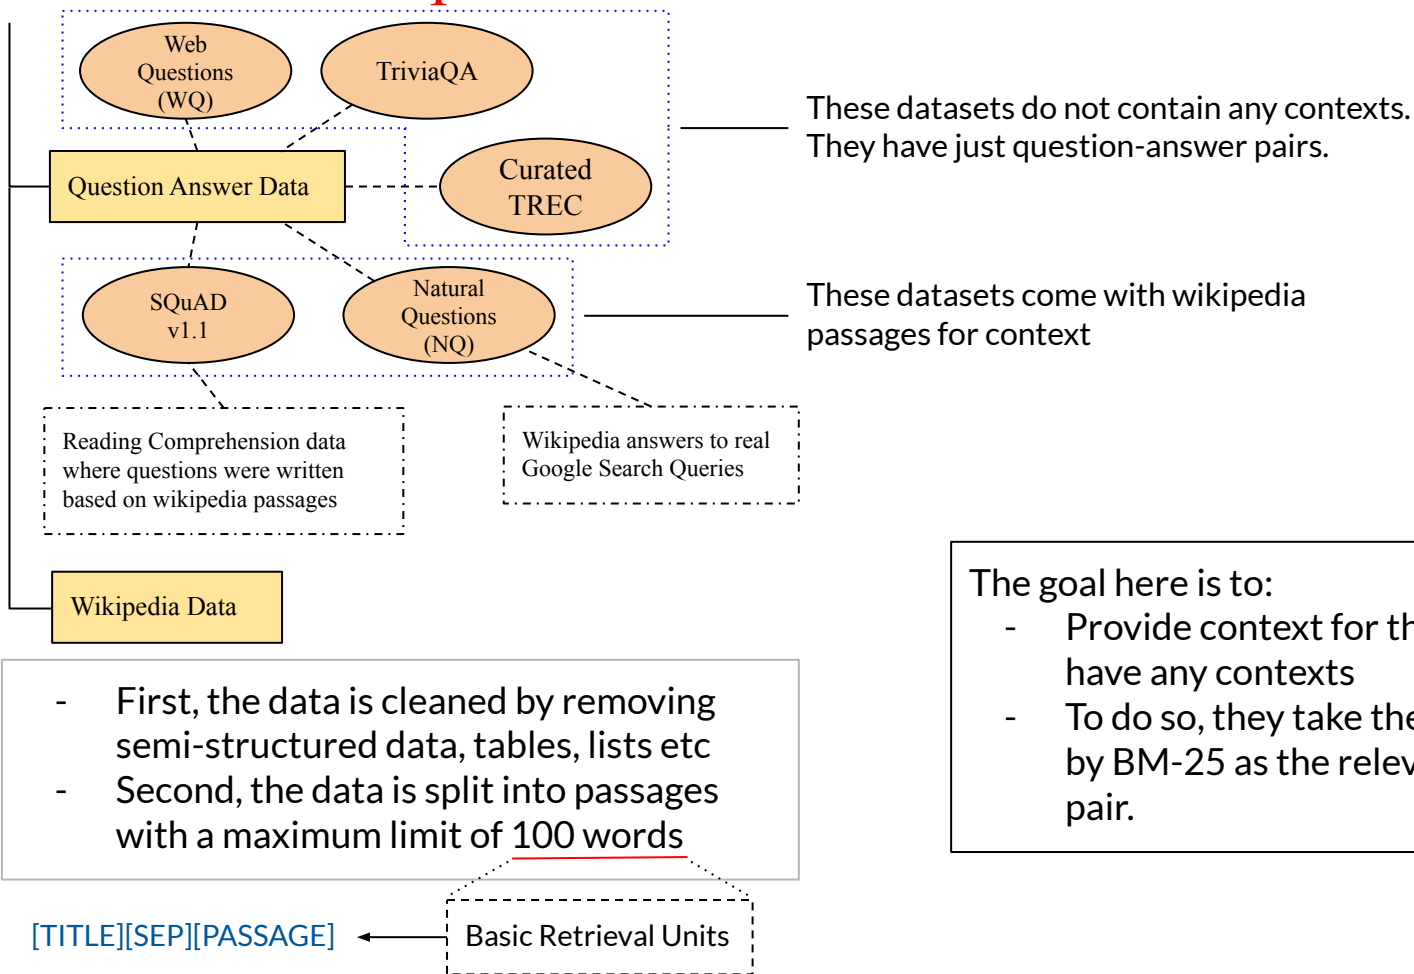 Web
Questions
(WQ)
TriviaQA
These datasets do not contain any contexts.
They have just question-answer pairs.
Question Answer Data
Curated
TREC
SQuAD
v1.1
Natural
Questions
(NQ)
These datasets come with wikipedia
passages for context
Reading Comprehension data
where questions were written
based on wikipedia passages
Wikipedia answers to real
Google Search Queries
Wikipedia Data
The goal here is to:
- Provide context for th
have any contexts
- To do so, they take the
by BM-25 as the relev
pair.
- First, the data is cleaned by removing
semi-structured data, tables, lists etc
- Second, the data is split into passages
with a maximum limit of 100 words
[TITLE][SEP][PASSAGE]
Basic Retrieval Units